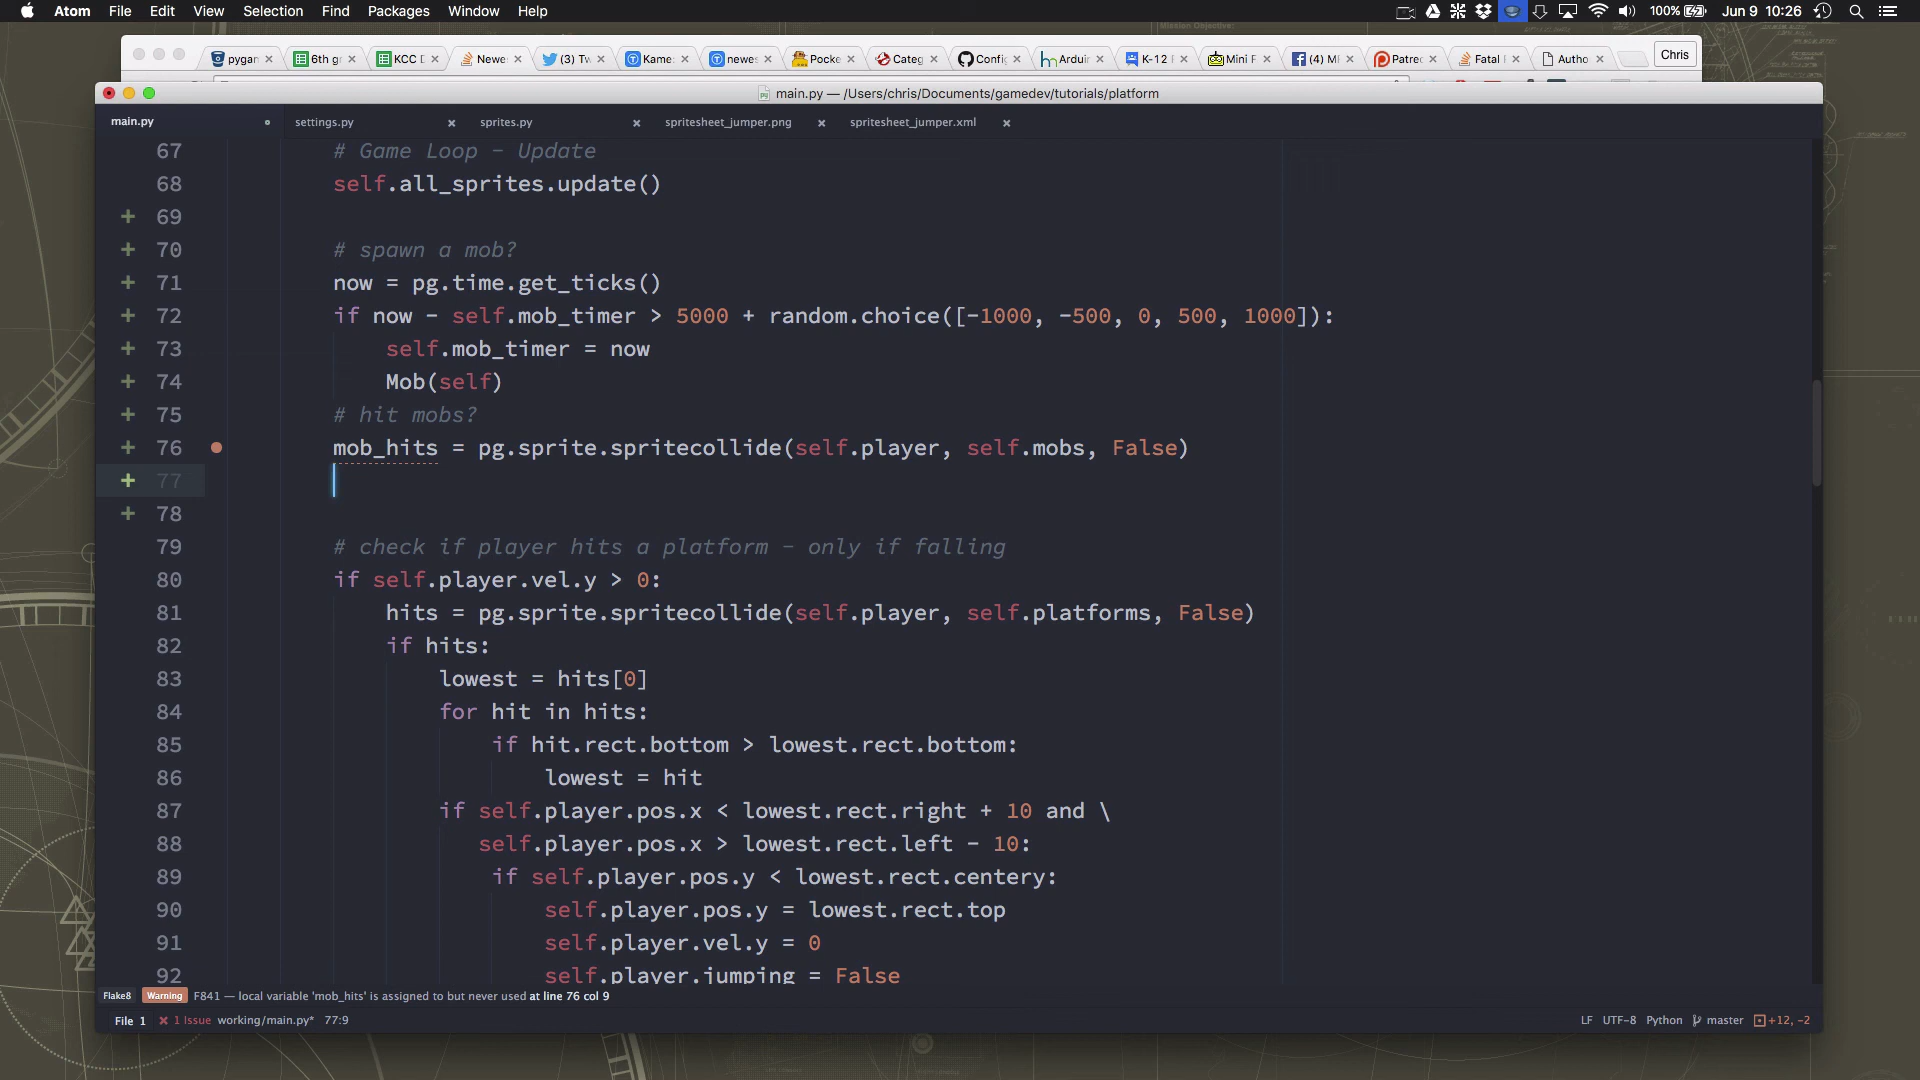 Atom File Edit View Selection Find Packages Window Help 100% Jun 9 10:26
pygan 6th gr KCC D Newe (3) Tw Kame newes Pocke Categ Config Arduin K-12 F Mini F (4) MF Patreo Fatal Autho Chris
main.py — /Users/chris/Documents/gamedev/tutorials/platform
main.py settings.py sprites.py spritesheet_jumper.png spritesheet_jumper.xml
67 # Game Loop - Update
68 self.all_sprites.update()
+ 69
+ 70 # spawn a mob?
+ 71 now = pg.time.get_ticks()
+ 72 if now - self.mob_timer > 5000 + random.choice([-1000, -500, 0, 500, 1000]):
+ 73 self.mob_timer = now
+ 74 Mob(self)
+ 75 # hit mobs?
+ 76 mob_hits = pg.sprite.spritecollide(self.player, self.mobs, False)
+ 77
+ 78
79 # check if player hits a platform - only if falling
80 if self.player.vel.y > 0:
81 hits = pg.sprite.spritecollide(self.player, self.platforms, False)
82 if hits:
83 lowest = hits[0]
84 for hit in hits:
85 if hit.rect.bottom > lowest.rect.bottom:
86 lowest = hit
87 if self.player.pos.x < lowest.rect.right + 10 and \
88 self.player.pos.x > lowest.rect.left - 10:
89 if self.player.pos.y < lowest.rect.centery:
90 self.player.pos.y = lowest.rect.top
91 self.player.vel.y = 0
92 self.player.jumping = False
Flake8 Warning F841 — local variable 'mob_hits' is assigned to but never used at line 76 col 9
File 1 1 Issue working/main.py* 77:9 LF UTF-8 Python master +12, -2